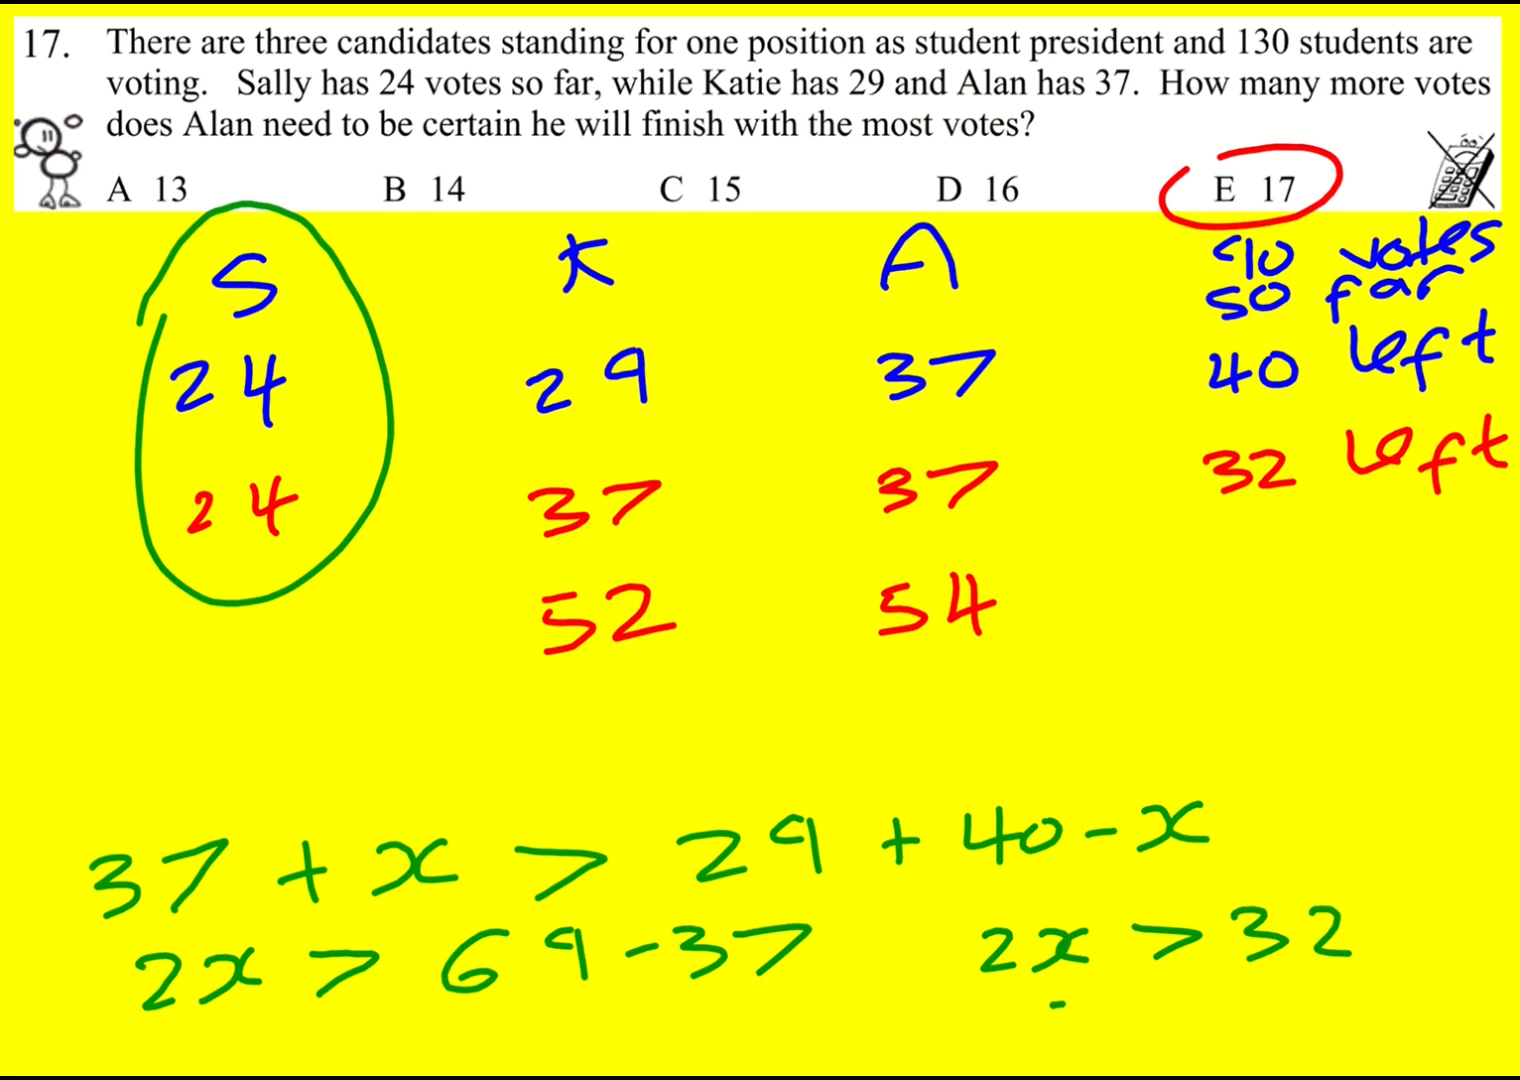 17. There are three candidates standing for one position as student president and 130 students are
voting. Sally has 24 votes so far, while Katie has 29 and Alan has 37. How many more votes
does Alan need to be certain he will finish with the most votes?
A 13 B 14 C 15 D 16 E 17
S K A 90 votes
so far
24 29 37 40 left
24 37 37 32 left
52 54
37 + x > 29 + 40 - x
2x > 69 - 37 2x > 32